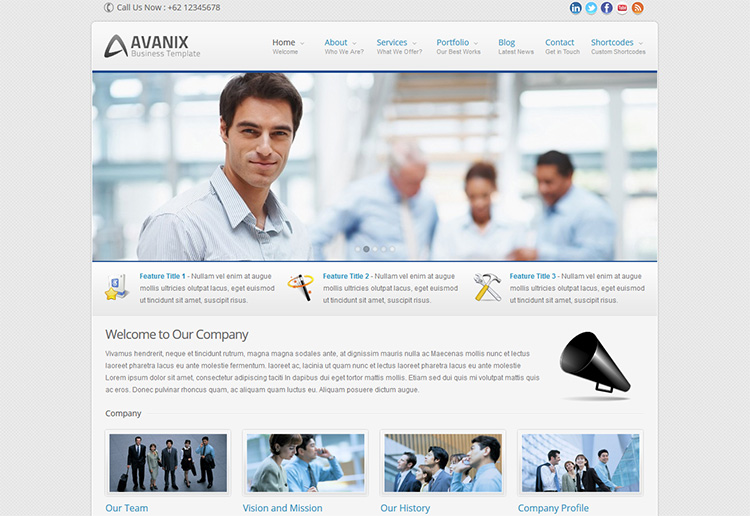 Call Us Now : +62 12345678
AVANIX
Business Template
Home
Welcome
About
Who We Are?
Services
What We Offer?
Portfolio
Our Best Works
Blog
Latest News
Contact
Get in Touch
Shortcodes
Custom Shortcodes
Feature Title 1 - Nullam vel enim at augue
mollis ultricies olutpat lacus, eget euismod
ut tincidunt sit amet, suscipit risus.
Feature Title 2 - Nullam vel enim at augue
mollis ultricies olutpat lacus, eget euismod
ut tincidunt sit amet, suscipit risus.
Feature Title 3 - Nullam vel enim at augue
mollis ultricies olutpat lacus, eget euismod
ut tincidunt sit amet, suscipit risus.
Welcome to Our Company
Vivamus hendrerit, neque et tincidunt rutrum, magna magna sodales ante, at dignissim mauris nulla ac Maecenas mollis nunc et lectus
laoreet pharetra lacus eu ante molestie fermentum. laoreet ac, lacinia ut quam nunc et lectus laoreet pharetra lacus eu ante molestie
Lorem ipsum dolor sit amet, consectetur adipiscing taciti In dapibus dui eget tortor mattis mollis. Etiam sed dui quis mi volutpat mattis quis
ac eros. Donec pulvinar rhoncus quam, ac aliquam quam luctus eu. Aliquam posuere dictum augue.
Company
Our Team
Vision and Mission
Our History
Company Profile